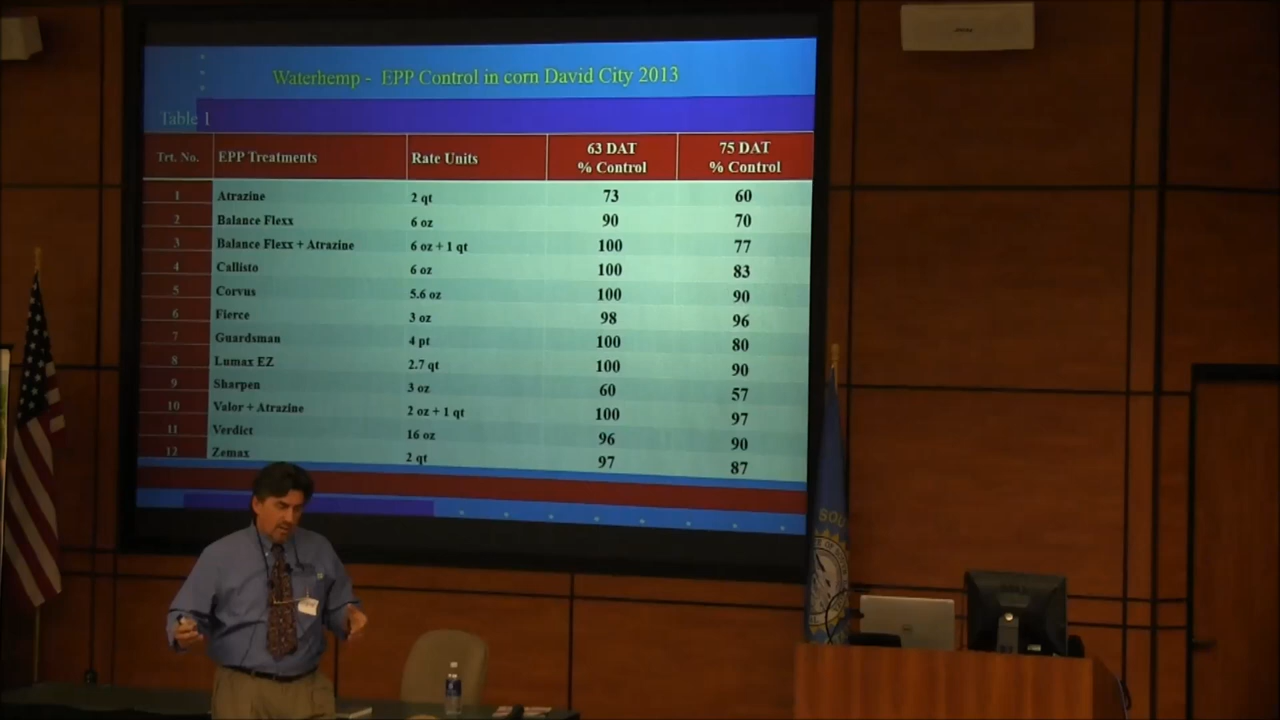 Waterhemp - EPP Control in corn David City 2013
Table 1
Trt. No. EPP Treatments Rate Units 63 DAT % Control 75 DAT % Control
1 Atrazine 2 qt 73 60
2 Balance Flexx 6 oz 90 70
3 Balance Flexx + Atrazine 6 oz + 1 qt 100 77
4 Callisto 6 oz 100 83
5 Corvus 5.6 oz 100 90
6 Fierce 3 oz 98 96
7 Guardsman 4 pt 100 80
8 Lumax EZ 2.7 qt 100 90
9 Sharpen 3 oz 60 57
10 Valor + Atrazine 2 oz + 1 qt 100 97
11 Verdict 16 oz 96 90
12 Zemax 2 qt 97 87
SOU